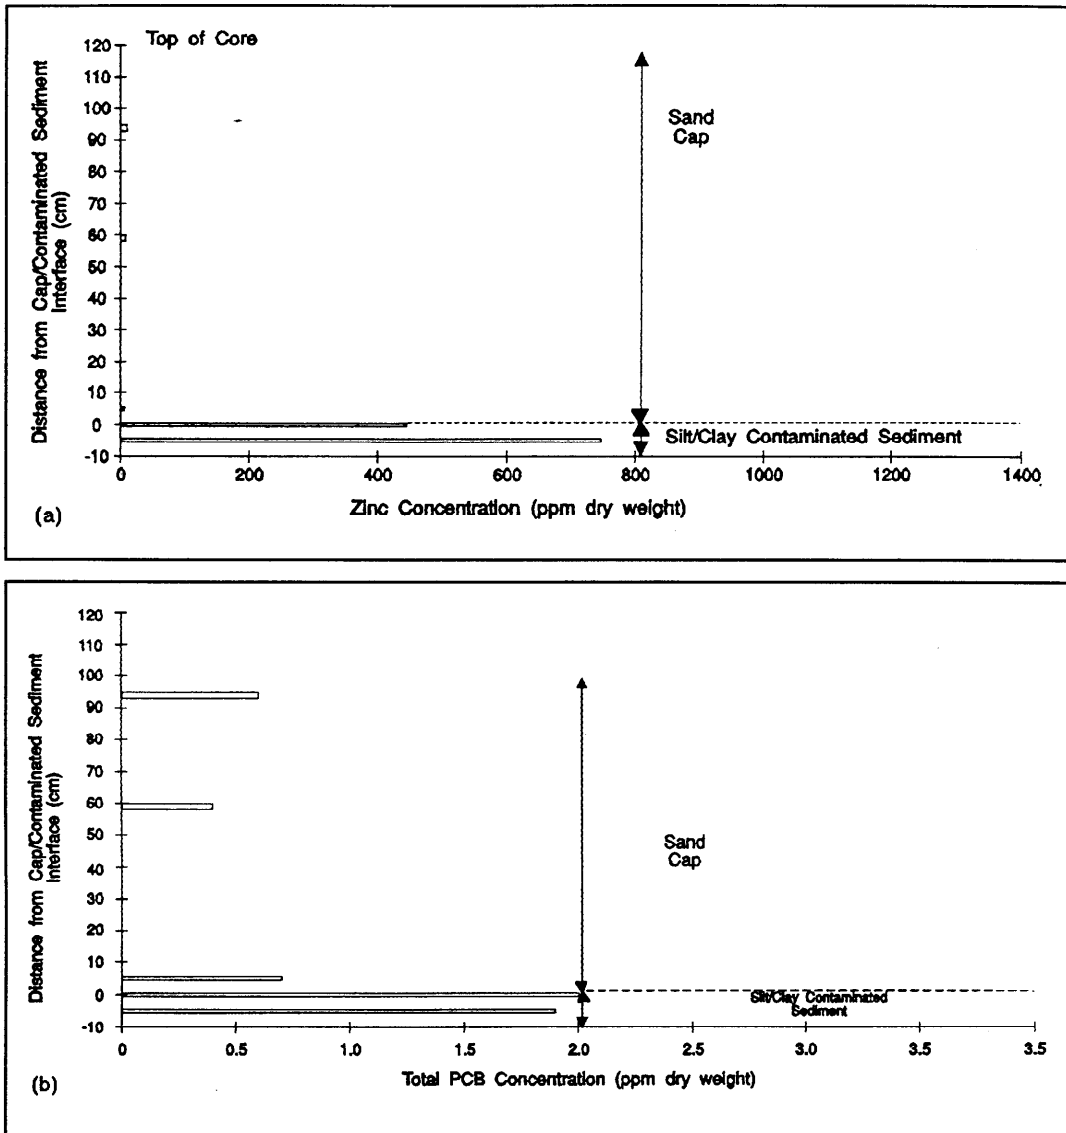 Top of Core
120
110
100
90
80
70
60
50
40
30
20
10
0
-10
Distance from Cap/Contaminated Sediment
Interface (cm)
Sand
Cap
Silt/Clay Contaminated Sediment
0 200 400 600 800 1000 1200 1400
Zinc Concentration (ppm dry weight)
(a)
120
110
100
90
80
70
60
50
40
30
20
10
0
-10
Distance from Cap/Contaminated Sediment
Interface (cm)
Sand
Cap
Silt/Clay Contaminated
Sediment
0 0.5 1.0 1.5 2.0 2.5 3.0 3.5
Total PCB Concentration (ppm dry weight)
(b)